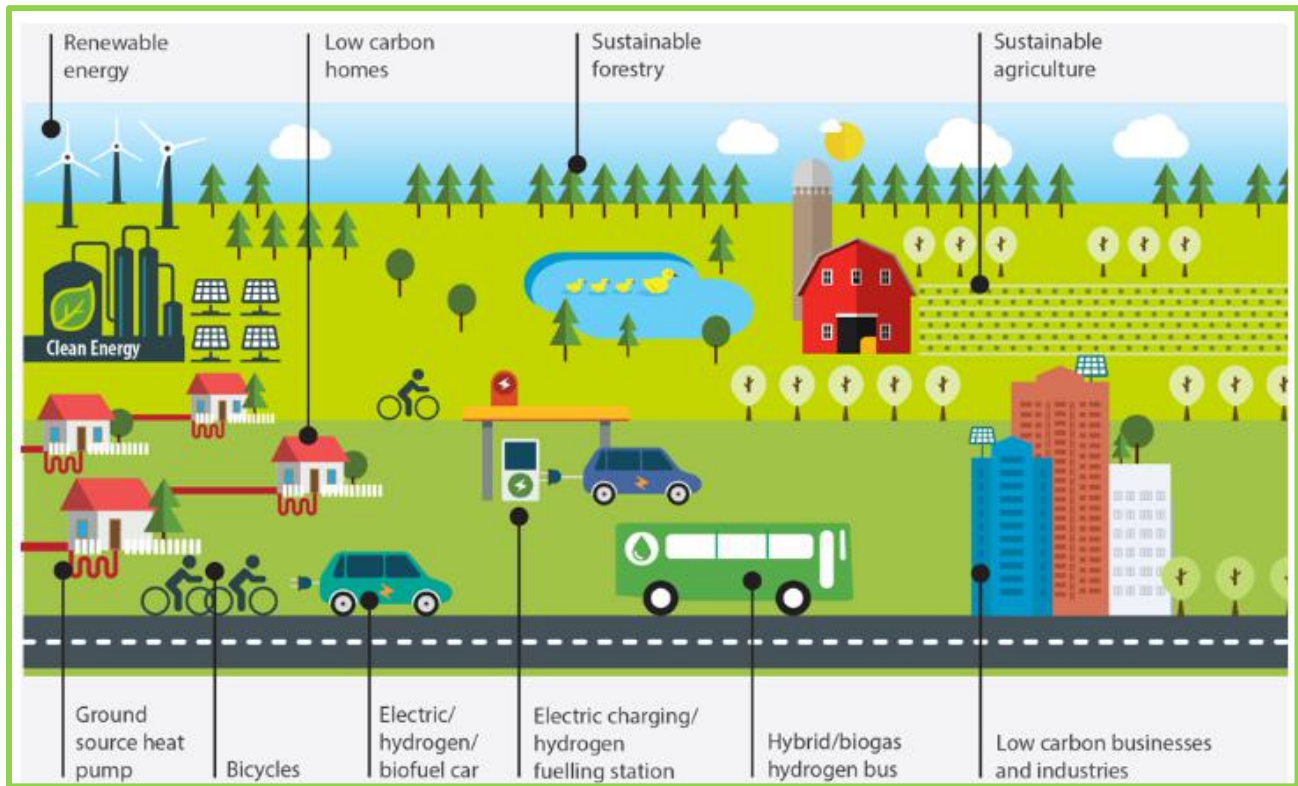 Renewable
energy
Low carbon
homes
Sustainable
forestry
Sustainable
agriculture
Clean Energy
Ground
source heat
pump
Bicycles
Electric/
hydrogen/
biofuel car
Electric charging/
hydrogen
fuelling station
Hybrid/biogas
hydrogen bus
Low carbon businesses
and industries